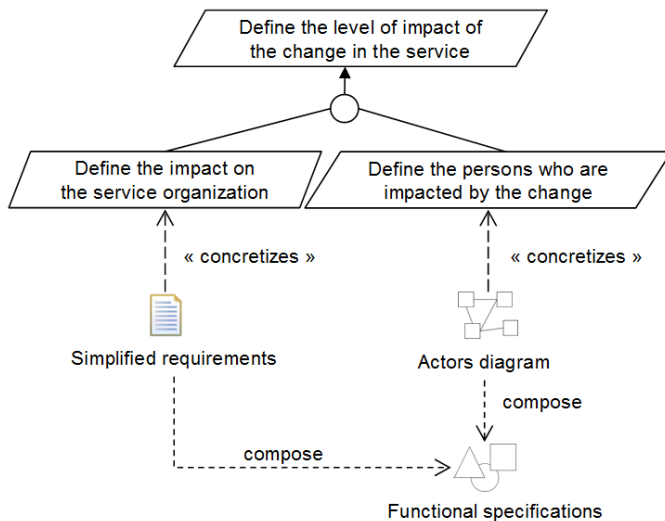 Define the level of impact of
the change in the service
Define the impact on
the service organization
Define the persons who are
impacted by the change
« concretizes »
« concretizes »
Simplified requirements
Actors diagram
compose
compose
Functional specifications